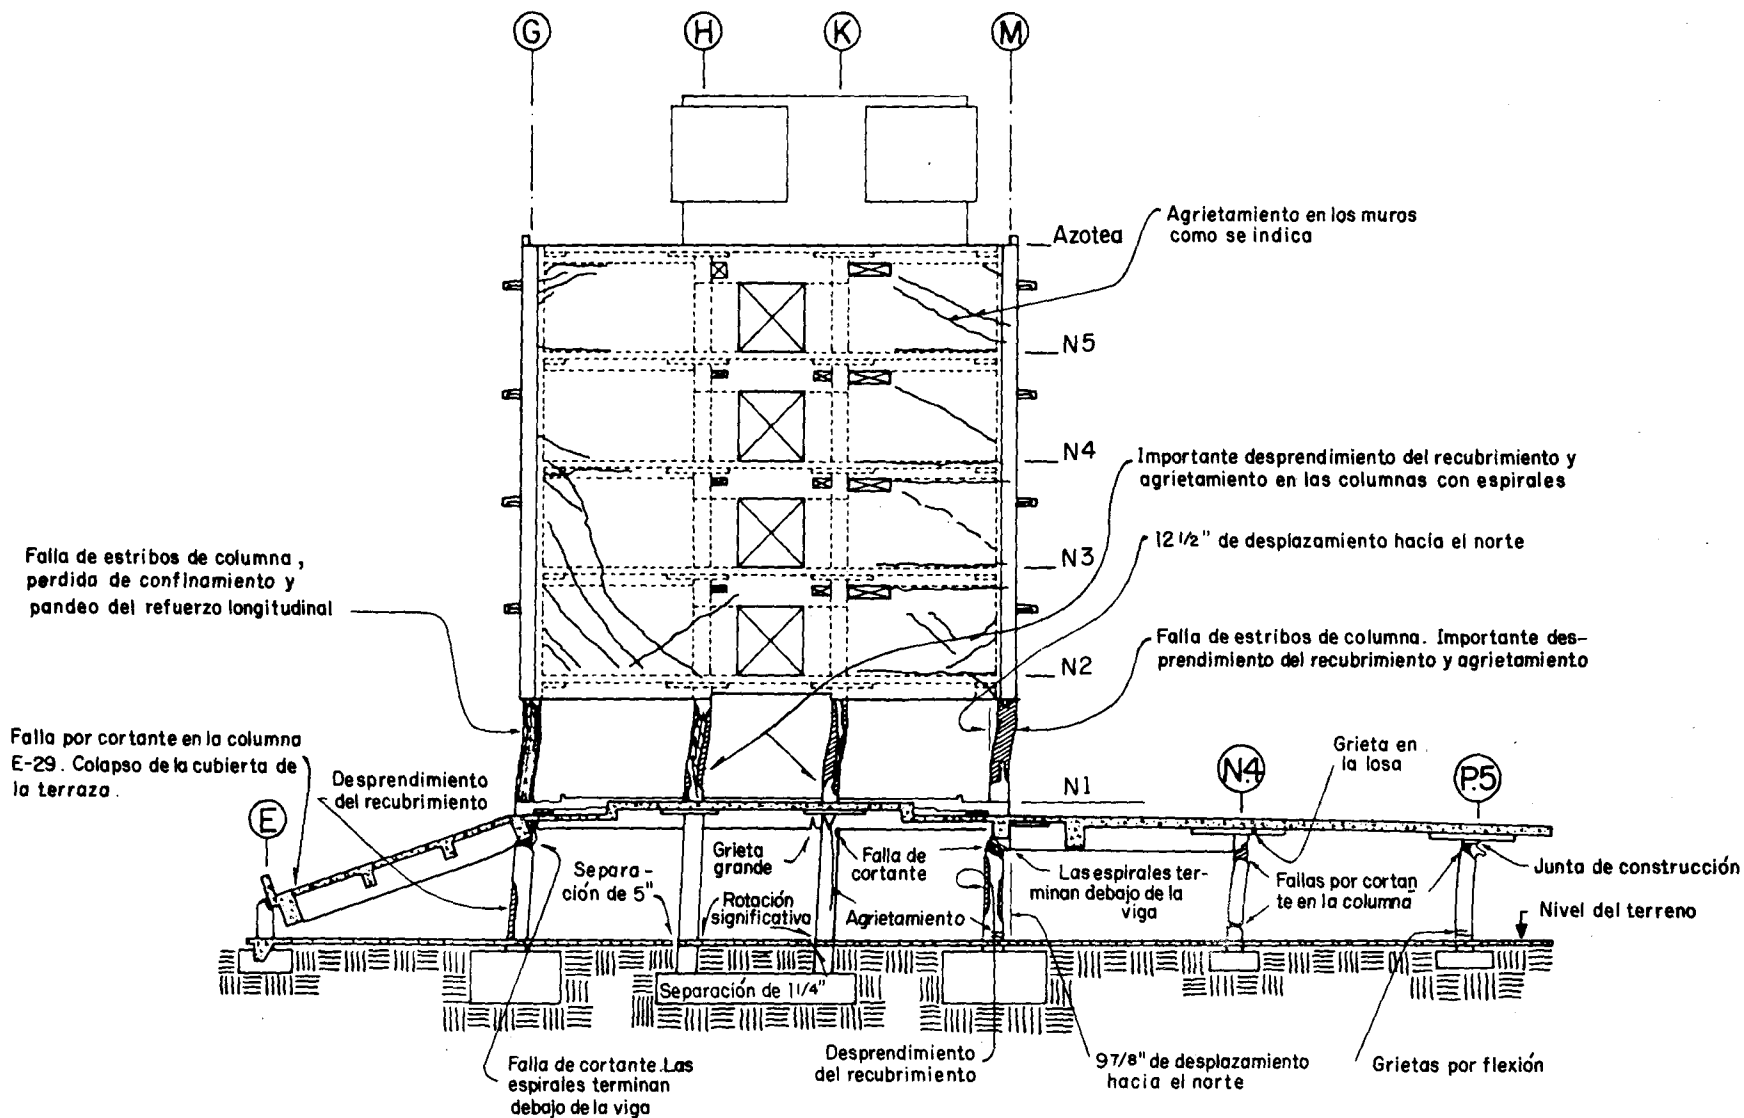 G
H
K
M
Agrietamiento en los muros
como se indica
Azotea
N5
N4
Importante desprendimiento del recubrimiento y
agrietamiento en las columnas con espirales
12 1/2" de desplazamiento hacia el norte
N3
Falla de estribos de columna,
perdida de confinamiento y
pandeo del refuerzo longitudinal
Falla de estribos de columna. Importante des-
prendimiento del recubrimiento y agrietamiento
N2
Falla por cortante en la columna
E-29. Colapso de la cubierta de
la terraza.
Desprendimiento
del recubrimiento
Grieta en
la losa
N1
N.4
P.5
E
Separa-
ción de 5"
Grieta
grande
Falla de
cortante
Las espirales ter-
minan debajo de la
viga
Junta de construcción
Fallas por cortan
te en la columna
Rotación
significativa
Agrietamiento
Nivel del terreno
Separación de 1 1/4"
Falla de cortante. Las
espirales terminan
debajo de la viga
Desprendimiento
del recubrimiento
9 7/8" de desplazamiento
hacia el norte
Grietas por flexión